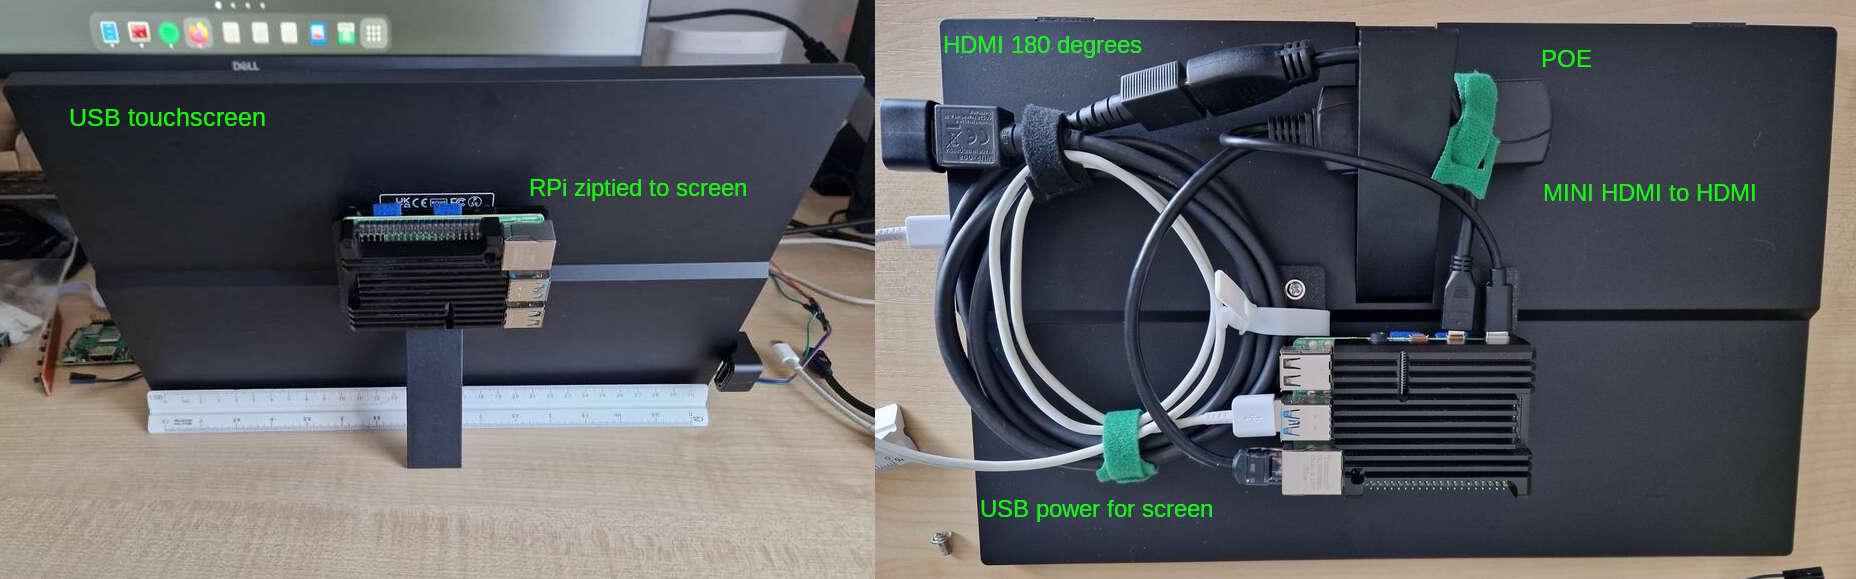 DELL
USB touchscreen
RPi ziptied to screen
HDMI 180 degrees
POE
MINI HDMI to HDMI
USB power for screen